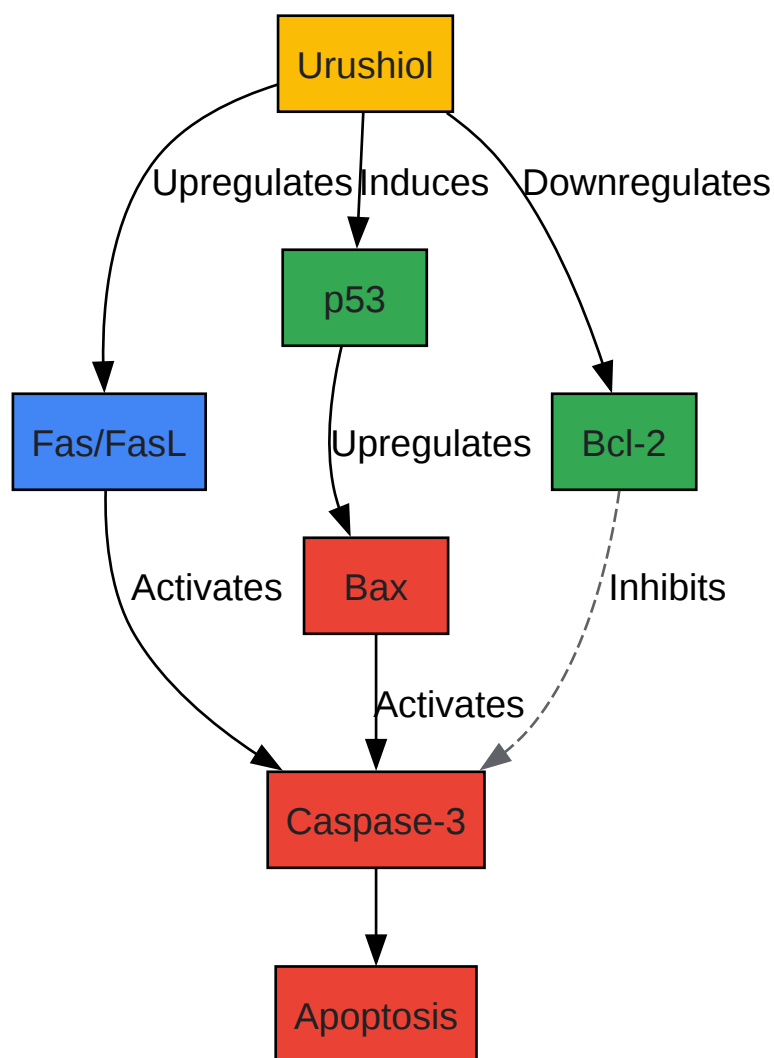 Urushiol
Upregulates
Induces
Downregulates
p53
Fas/FasL
Upregulates
Bcl-2
Activates
Bax
Inhibits
Activates
Caspase-3
Apoptosis